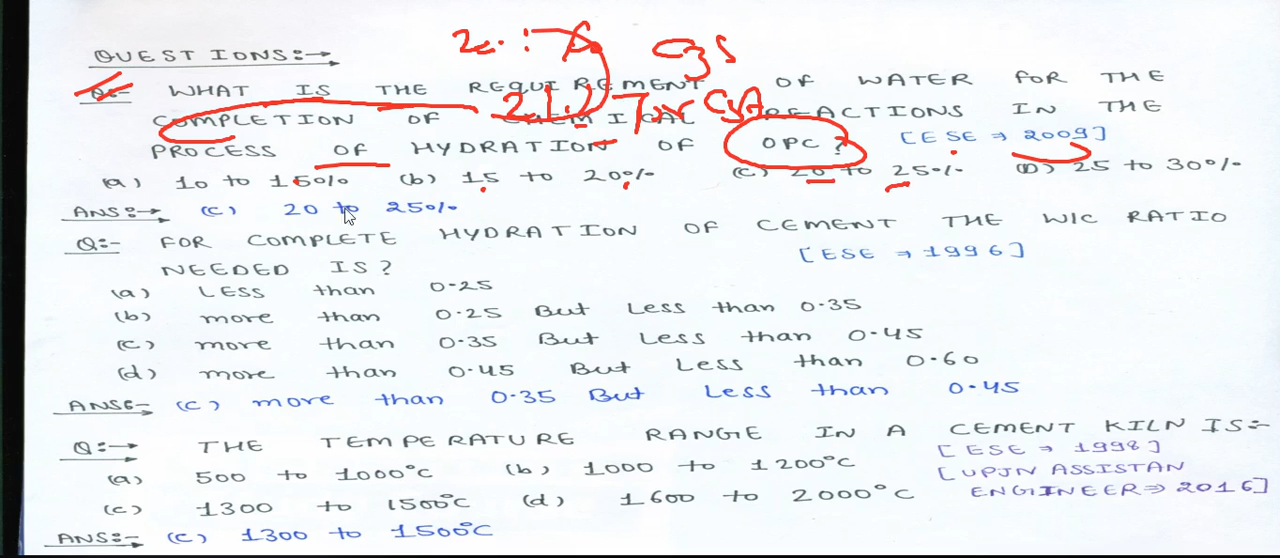 QUESTIONS:→
Q:- WHAT IS THE REQUIREMENT OF WATER FOR THE
COMPLETION OF CHEMICAL REACTIONS IN THE
PROCESS OF HYDRATION OF OPC? [ESE ⇒ 2009]
(a) 10 to 150% (b) 15 to 20% (c) 20 to 25% (D) 25 to 30%
ANS:→ (C) 20 to 25%
Q:- FOR COMPLETE HYDRATION OF CEMENT THE W/C RATIO
NEEDED IS? [ESE ⇒ 1996]
(a) LESS than 0.25
(b) more than 0.25 But Less than 0.35
(c) more than 0.35 But Less than 0.45
(d) more than 0.45 But Less than 0.60
ANS:- (C) more than 0.35 But Less than 0.45
Q:→ THE TEMPERATURE RANGE IN A CEMENT KILN IS:-
[ESE ⇒ 1998]
(a) 500 to 1000°C (b) 1000 to 1200°C [UPJN ASSISTAN
(c) 1300 to 1500°C (d) 1600 to 2000°C ENGINEER ⇒ 2016]
ANS:- (C) 1300 to 1500°C